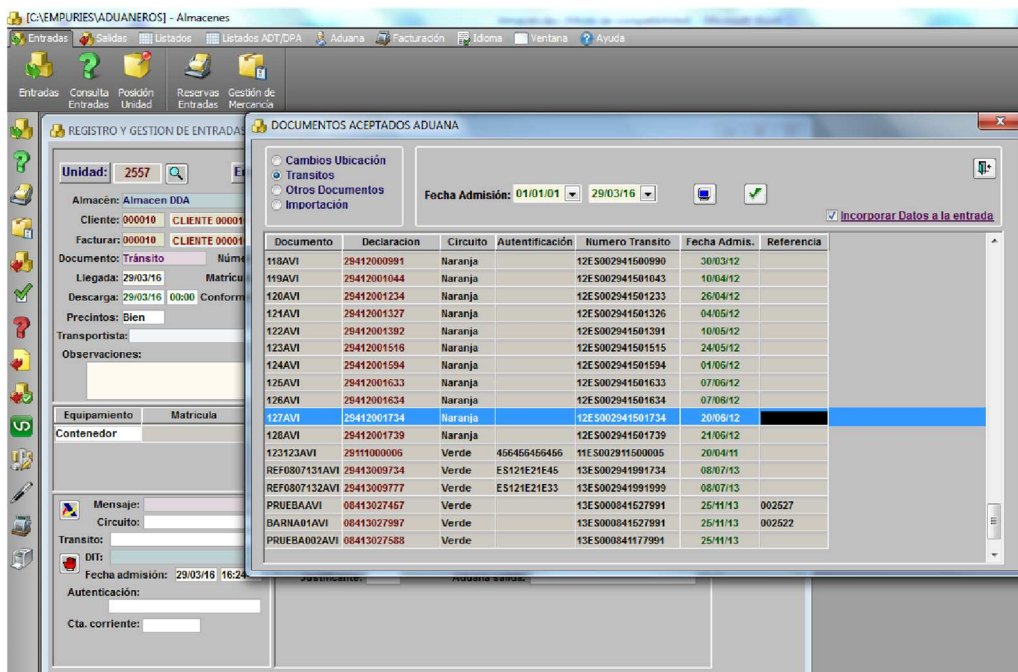 [C:\EMPURIES\ADUANEROS] - Almacenes
Entradas Salidas Listados Listados ADT/DPA Aduana Facturación Idioma Ventana Ayuda
Entradas Consulta Entradas Posición Unidad Reservas Entradas Gestión de Mercancía
REGISTRO Y GESTION DE ENTRADAS
DOCUMENTOS ACEPTADOS ADUANA
Cambios Ubicación
Transitos
Otros Documentos
Importación
Fecha Admisión: 01/01/01 29/03/16
Incorporar Datos a la entrada
Unidad: 2557
Almacén: Almacen DDA
Cliente: 000010 CLIENTE 00001
Facturar: 000010 CLIENTE 00001
Documento: Tránsito
Llegada: 29/03/16 Matricul
Descarga: 29/03/16 00:00 Conform
Precintos: Bien
Transportista:
Observaciones:
Equipamiento Matricula
Contenedor
Mensaje:
Circuito:
Transito:
DIT:
Fecha admisión: 29/03/16 16:24
Autenticación:
Cta. corriente:
Documento Declaracion Circuito Autentificación Numero Transito Fecha Admis. Referencia
118AVI 29412000991 Naranja 12ES002941500990 30/03/12
119AVI 29412001044 Naranja 12ES002941501043 10/04/12
120AVI 29412001234 Naranja 12ES002941501233 26/04/12
121AVI 29412001327 Naranja 12ES002941501326 04/05/12
122AVI 29412001392 Naranja 12ES002941501391 10/05/12
123AVI 29412001516 Naranja 12ES002941501515 24/05/12
124AVI 29412001594 Naranja 12ES002941501594 01/06/12
125AVI 29412001633 Naranja 12ES002941501633 07/06/12
126AVI 29412001634 Naranja 12ES002941501634 07/06/12
127AVI 29412001734 Naranja 12ES002941501734 20/06/12
128AVI 29412001739 Naranja 12ES002941501739 21/06/12
123123AVI 29111000006 Verde 456456456456 11ES002911500005 20/04/11
REF0807131AVI 29413009734 Verde ES121E21E45 13ES002941991734 08/07/13
REF0807132AVI 29413009777 Verde ES121E21E33 13ES002941991999 08/07/13
PRUEBAAVI 08413027457 Verde 13ES000841527991 25/11/13 002527
BARNA01AVI 08413027997 Verde 13ES000841527991 25/11/13 002522
PRUEBA002AVI 08413027588 Verde 13ES000841177991 25/11/13